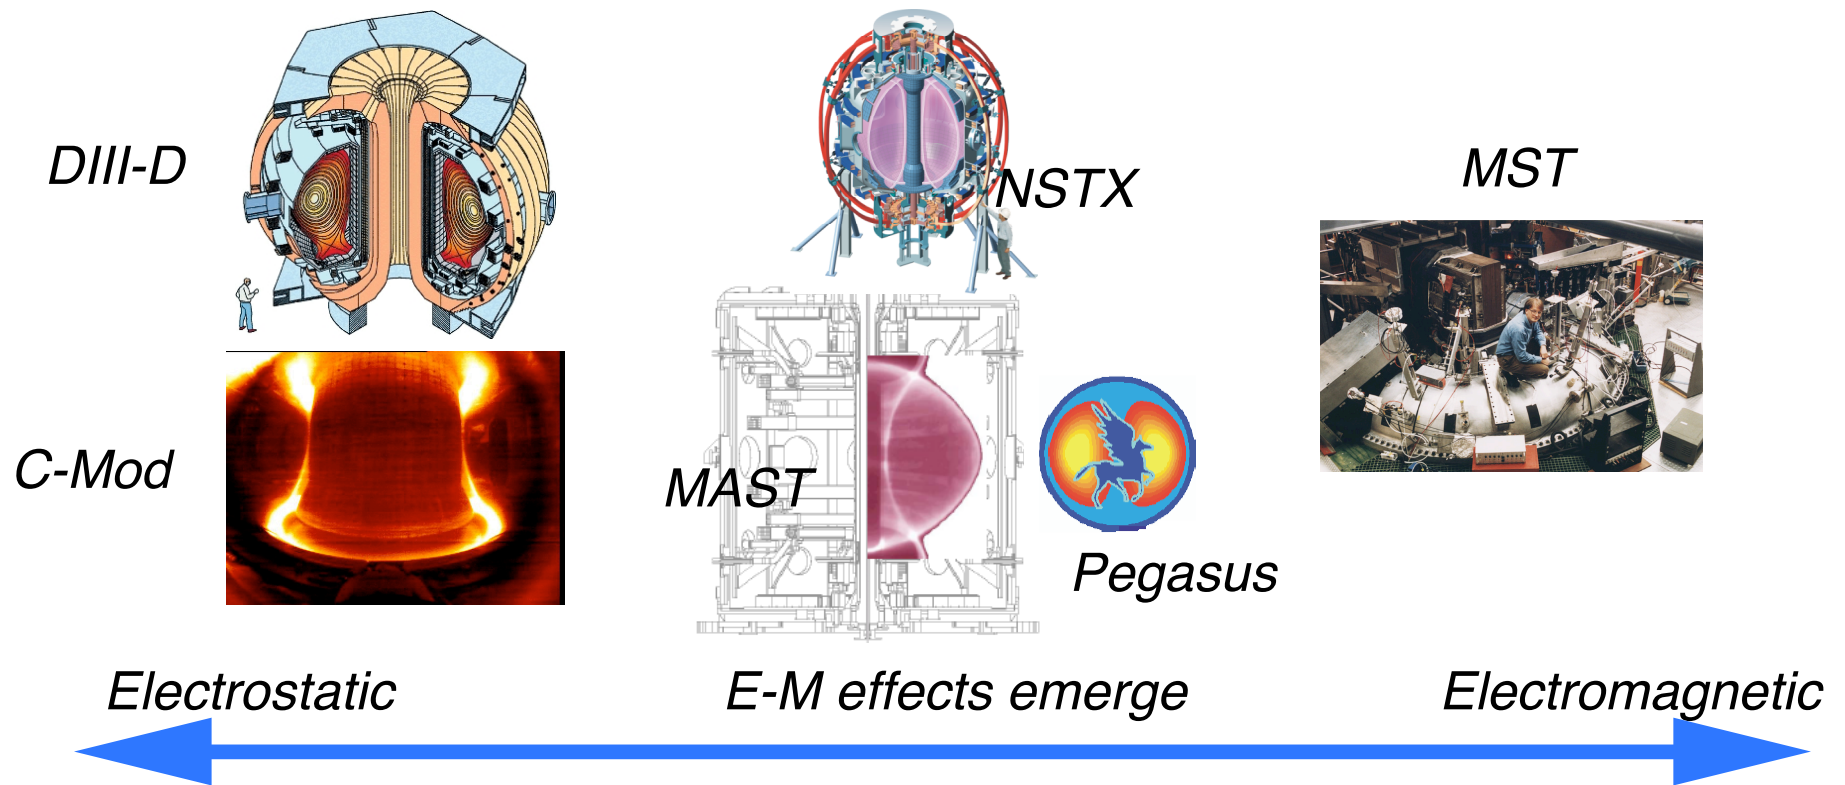 DIII-D
NSTX
MST
C-Mod
MAST
Pegasus
Electrostatic
E-M effects emerge
Electromagnetic